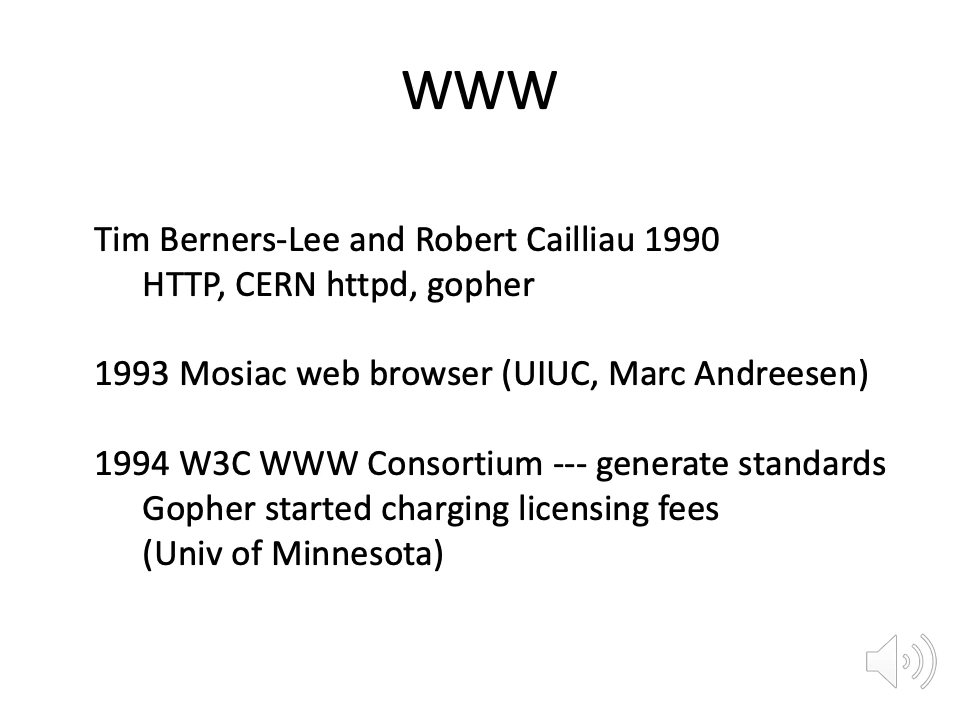 WWW
Tim Berners-Lee and Robert Cailliau 1990
HTTP, CERN httpd, gopher
1993 Mosiac web browser (UIUC, Marc Andreesen)
1994 W3C WWW Consortium --- generate standards
Gopher started charging licensing fees
(Univ of Minnesota)